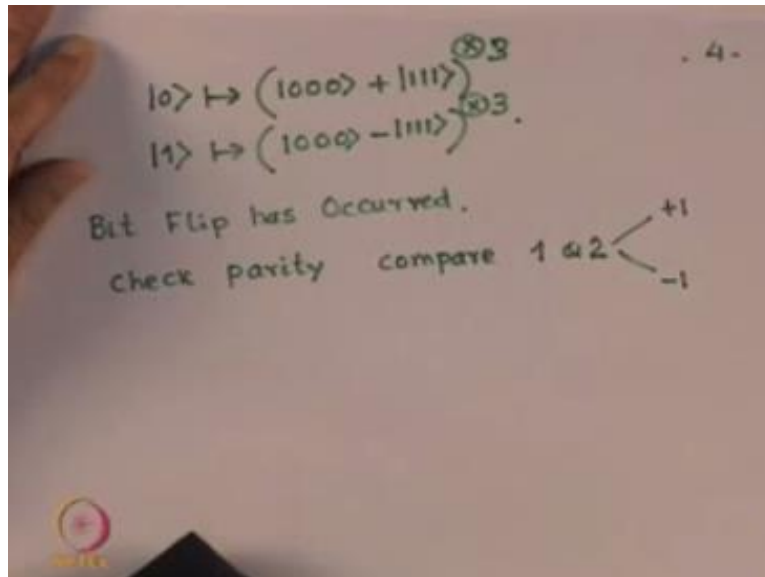 . 4 -
|0> ↦ (|000> + |111>)⊗3
|1> ↦ (|000> - |111>)⊗3.
Bit Flip has Occurred.
check parity compare 1 & 2 +1
-1